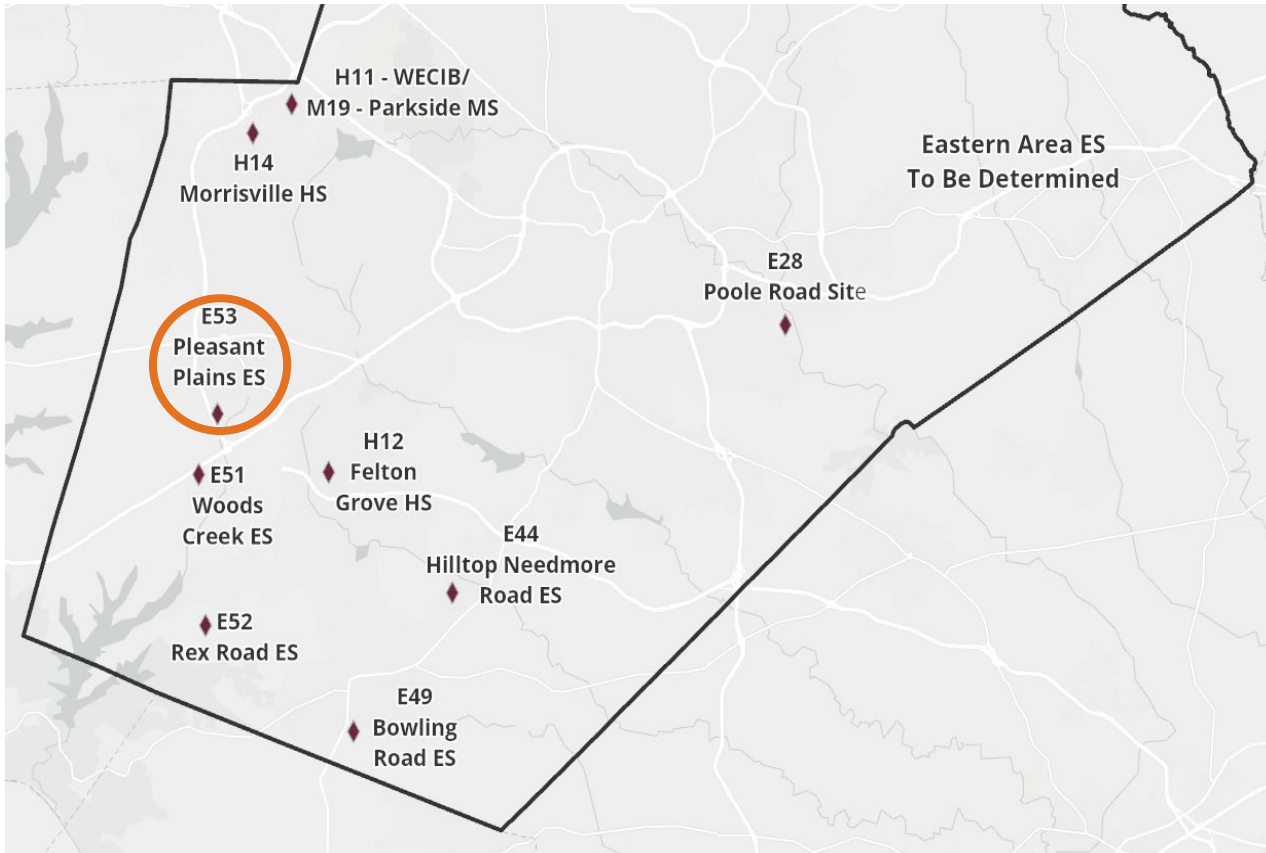 H11 - WECIB/
M19 - Parkside MS
H14
Morrisville HS
Eastern Area ES
To Be Determined
E28
Poole Road Site
E53
Pleasant
Plains ES
H12
Felton
Grove HS
E51
Woods
Creek ES
E44
Hilltop Needmore
Road ES
E52
Rex Road ES
E49
Bowling
Road ES